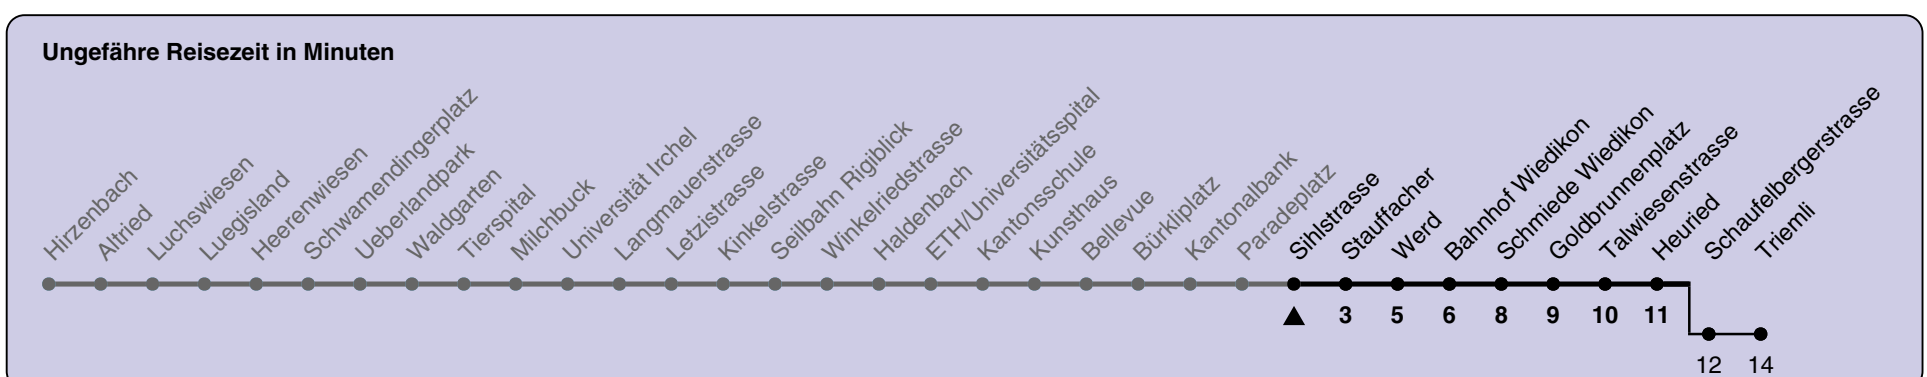 Ungefähre Reisezeit in Minuten
Hirzenbach
Altried
Luchswiesen
Luegisland
Heerenwiesen
Schwamendingerplatz
Ueberlandpark
Waldgarten
Tierspital
Milchbuck
Universität Irchel
Langmauerstrasse
Letzistrasse
Kinkelstrasse
Seilbahn Rigiblick
Winkelriedstrasse
Haldenbach
ETH/Universitätsspital
Kantonsschule
Kunsthaus
Bellevue
Bürkliplatz
Kantonalbank
Paradeplatz
Sihlstrasse
Stauffacher
Werd
Bahnhof Wiedikon
Schmiede Wiedikon
Goldbrunnenplatz
Talwiesenstrasse
Heuried
Schaufelbergerstrasse
Triemli
3 5 6 8 9 10 11
12 14